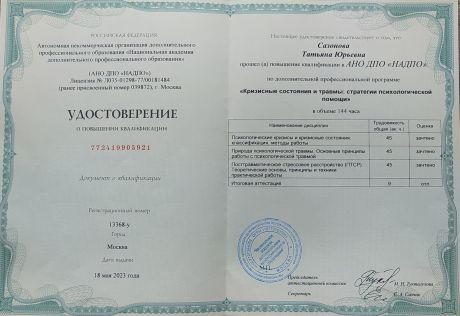 РОССИЙСКАЯ ФЕДЕРАЦИЯ
Автономная некоммерческая организация дополнительного
профессионального образования «Национальная академия
дополнительного профессионального образования»
(АНО ДПО «НАДПО»)
Лицензия № Л035-01298-77/00181484
(ранее присвоенный номер 039872), г. Москва
УДОСТОВЕРЕНИЕ
О ПОВЫШЕНИИ КВАЛИФИКАЦИИ
772419905921
Документ о квалификации
Регистрационный номер
13368-у
Город
Москва
Дата выдачи
18 мая 2023 года
Настоящее удостоверение свидетельствует о том, что
Сазонова
Татьяна Юрьевна
прошел (а) повышение квалификации в АНО ДПО «НАДПО»
по дополнительной профессиональной программе
«Кризисные состояния и травмы: стратегии психологической
помощи»
в объеме 144 часа
Наименование дисциплин Трудоемкость общая (ак. ч.) Оценка
Психологические кризисы и кризисные состояния:
классификация, методы работы 45 зачтено
Природа психологической травмы. Основные принципы
работы с психологической травмой 45 зачтено
Посттравматическое стрессовое расстройство (ПТСР).
Теоретические основы, принципы и техники
практической работы 45 зачтено
Итоговая аттестация 9 отл.
М.П.
Председатель
аттестационной комиссии
Секретарь